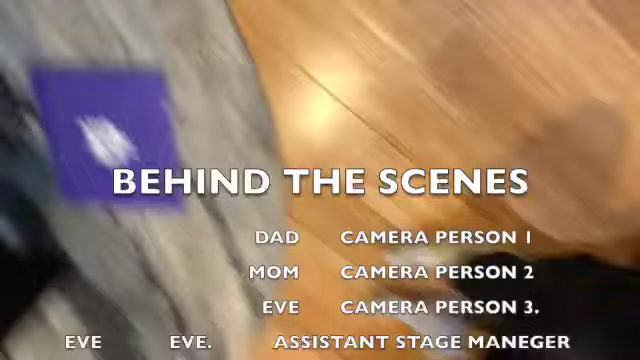 BEHIND THE SCENES
DAD CAMERA PERSON 1
MOM CAMERA PERSON 2
EVE CAMERA PERSON 3.
EVE EVE. ASSISTANT STAGE MANEGER